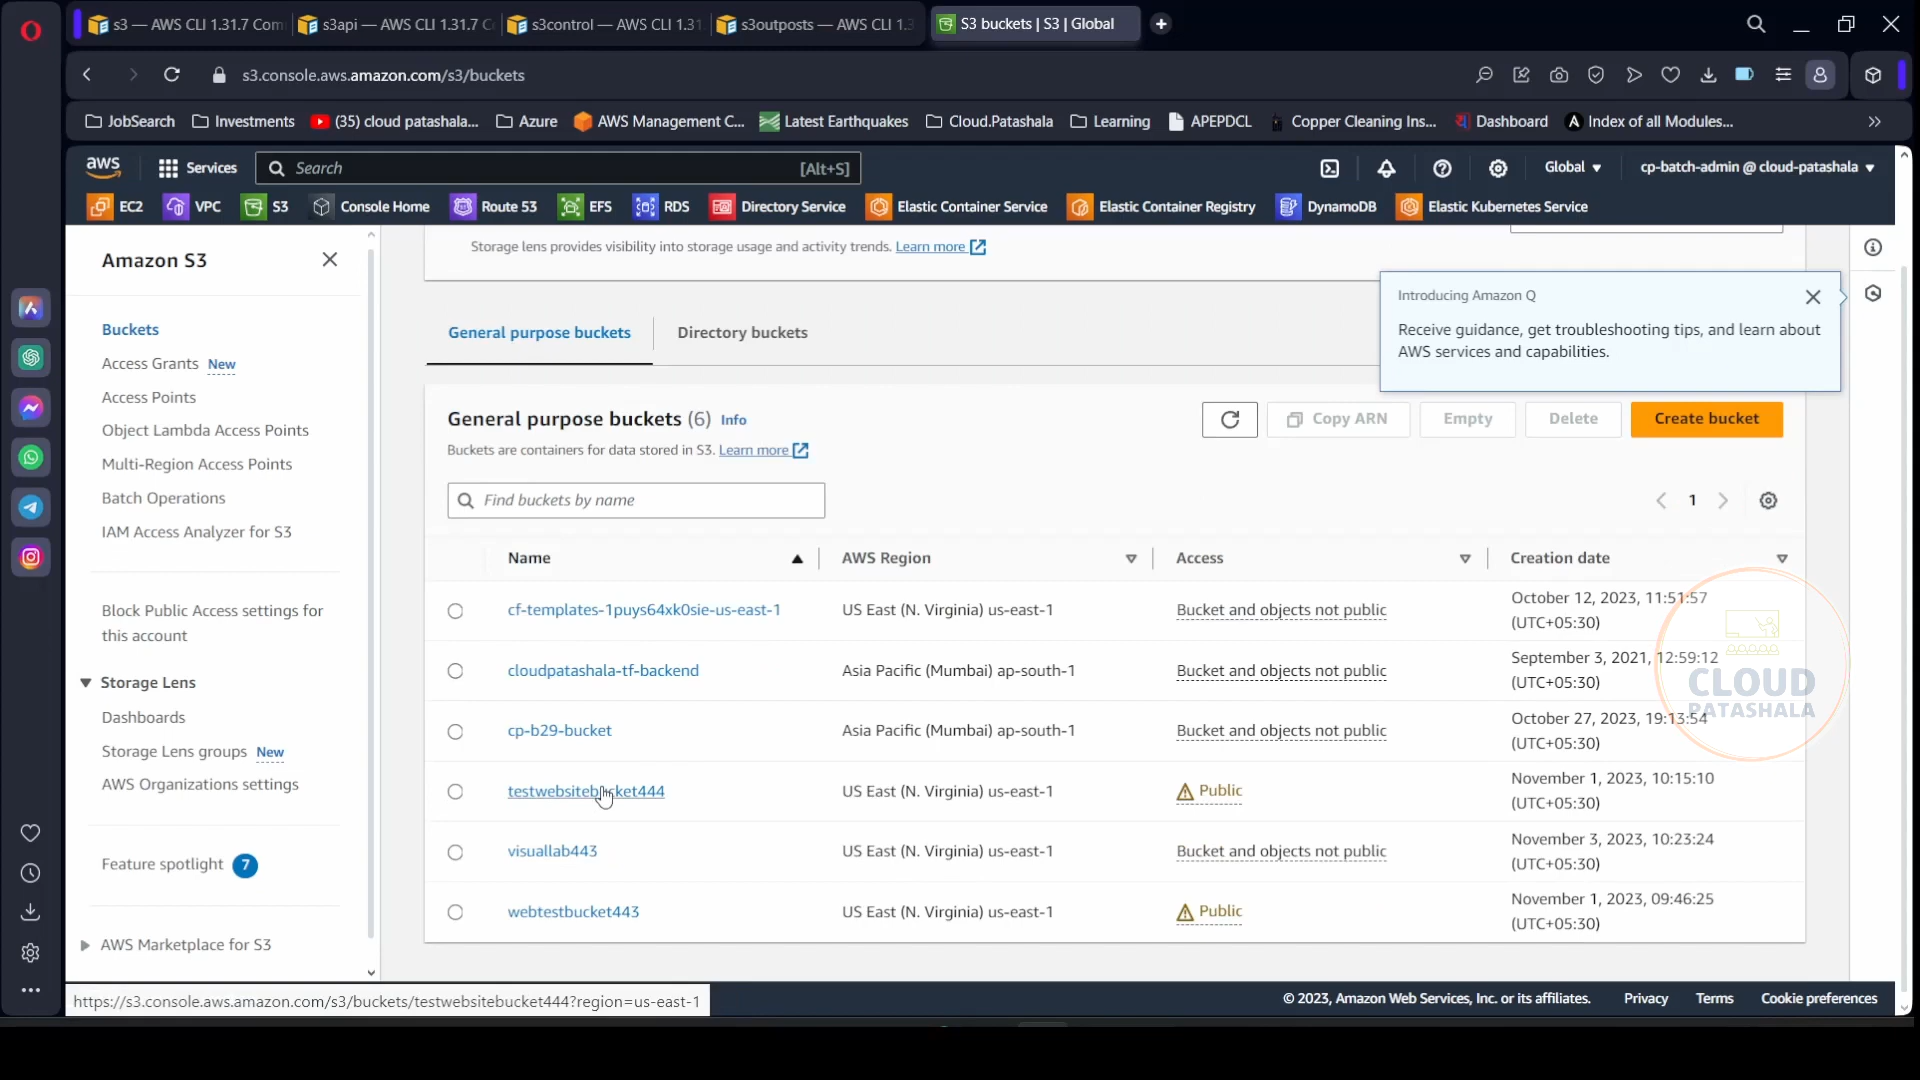 s3 — AWS CLI 1.31.7 Com
s3api — AWS CLI 1.31.7 C
s3control — AWS CLI 1.31
s3outposts — AWS CLI 1.3
S3 buckets | S3 | Global
s3.console.aws.amazon.com/s3/buckets
JobSearch
Investments
(35) cloud patashala...
Azure
AWS Management C...
Latest Earthquakes
Cloud.Patashala
Learning
APEPDCL
Copper Cleaning Ins...
Dashboard
Index of all Modules...
aws
Services
Search
[Alt+S]
Global
cp-batch-admin @ cloud-patashala
EC2
VPC
S3
Console Home
Route 53
EFS
RDS
Directory Service
Elastic Container Service
Elastic Container Registry
DynamoDB
Elastic Kubernetes Service
Amazon S3
Buckets
Access Grants New
Access Points
Object Lambda Access Points
Multi-Region Access Points
Batch Operations
IAM Access Analyzer for S3
Block Public Access settings for
this account
Storage Lens
Dashboards
Storage Lens groups New
AWS Organizations settings
Feature spotlight 7
AWS Marketplace for S3
Storage lens provides visibility into storage usage and activity trends. Learn more
Introducing Amazon Q
Receive guidance, get troubleshooting tips, and learn about
AWS services and capabilities.
General purpose buckets
Directory buckets
General purpose buckets (6) Info
Buckets are containers for data stored in S3. Learn more
Copy ARN
Empty
Delete
Create bucket
Find buckets by name
1
Name
AWS Region
Access
Creation date
cf-templates-1puys64xk0sie-us-east-1
US East (N. Virginia) us-east-1
Bucket and objects not public
October 12, 2023, 11:51:57
(UTC+05:30)
cloudpatashala-tf-backend
Asia Pacific (Mumbai) ap-south-1
Bucket and objects not public
September 3, 2021, 12:59:12
(UTC+05:30)
cp-b29-bucket
Asia Pacific (Mumbai) ap-south-1
Bucket and objects not public
October 27, 2023, 19:13:54
(UTC+05:30)
testwebsitebucket444
US East (N. Virginia) us-east-1
Public
November 1, 2023, 10:15:10
(UTC+05:30)
visuallab443
US East (N. Virginia) us-east-1
Bucket and objects not public
November 3, 2023, 10:23:24
(UTC+05:30)
webtestbucket443
US East (N. Virginia) us-east-1
Public
November 1, 2023, 09:46:25
(UTC+05:30)
CLOUD
PATASHALA
https://s3.console.aws.amazon.com/s3/buckets/testwebsitebucket444?region=us-east-1
© 2023, Amazon Web Services, Inc. or its affiliates.
Privacy
Terms
Cookie preferences